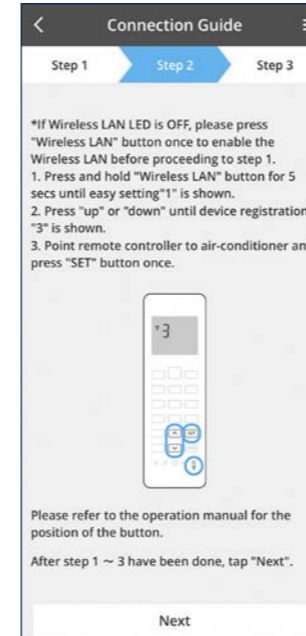 Connection Guide
Step 1 Step 2 Step 3
*If Wireless LAN LED is OFF, please press
"Wireless LAN" button once to enable the
Wireless LAN before proceeding to step 1.
1. Press and hold "Wireless LAN" button for 5
secs until easy setting"1" is shown.
2. Press "up" or "down" until device registration
"3" is shown.
3. Point remote controller to air-conditioner an
press "SET" button once.
3
SET
Please refer to the operation manual for the
position of the button.
After step 1 ~ 3 have been done, tap "Next".
Next